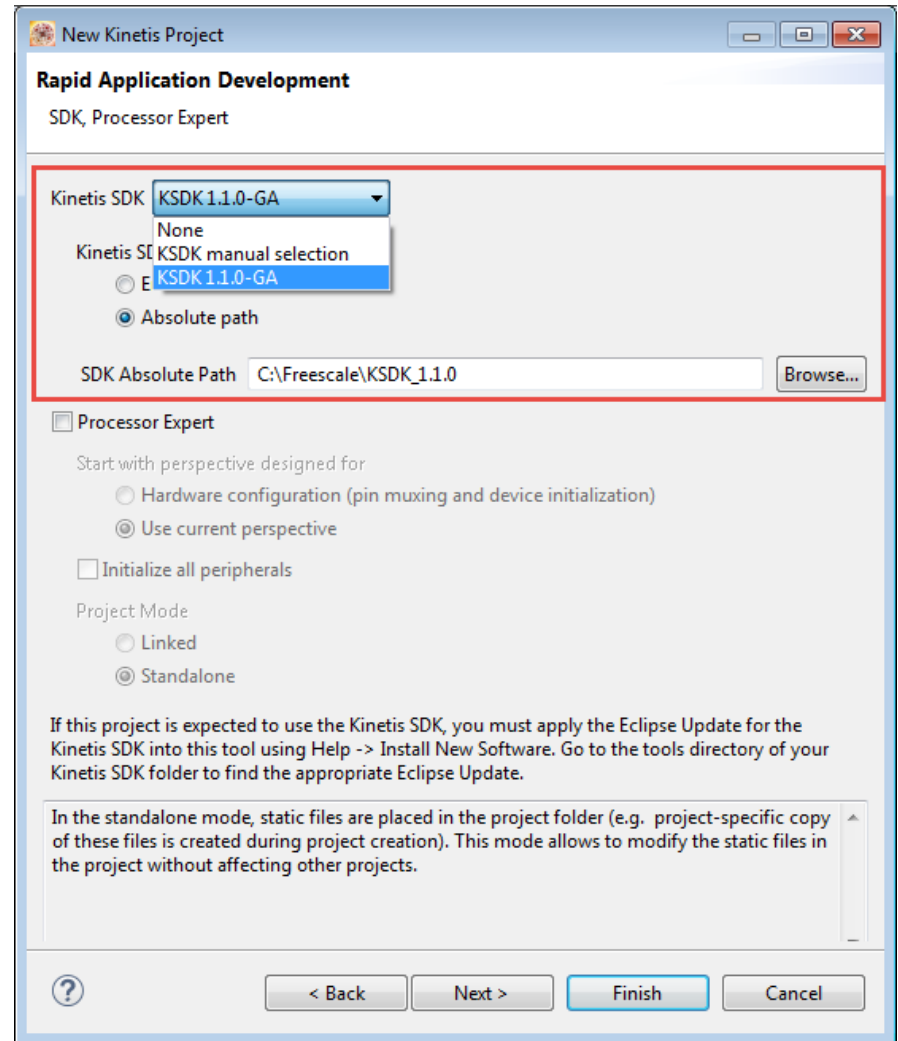 New Kinetis Project
Rapid Application Development
SDK, Processor Expert
Kinetis SDK KSDK 1.1.0-GA
None
Kinetis
KSDK manual selection
KSDK 1.1.0-GA
Absolute path
SDK Absolute Path C:\Freescale\KSDK_1.1.0 Browse...
Processor Expert
Start with perspective designed for
Hardware configuration (pin muxing and device initialization)
Use current perspective
Initialize all peripherals
Project Mode
Linked
Standalone
If this project is expected to use the Kinetis SDK, you must apply the Eclipse Update for the
Kinetis SDK into this tool using Help -> Install New Software. Go to the tools directory of your
Kinetis SDK folder to find the appropriate Eclipse Update.
In the standalone mode, static files are placed in the project folder (e.g. project-specific copy
of these files is created during project creation). This mode allows to modify the static files in
the project without affecting other projects.
? < Back Next > Finish Cancel